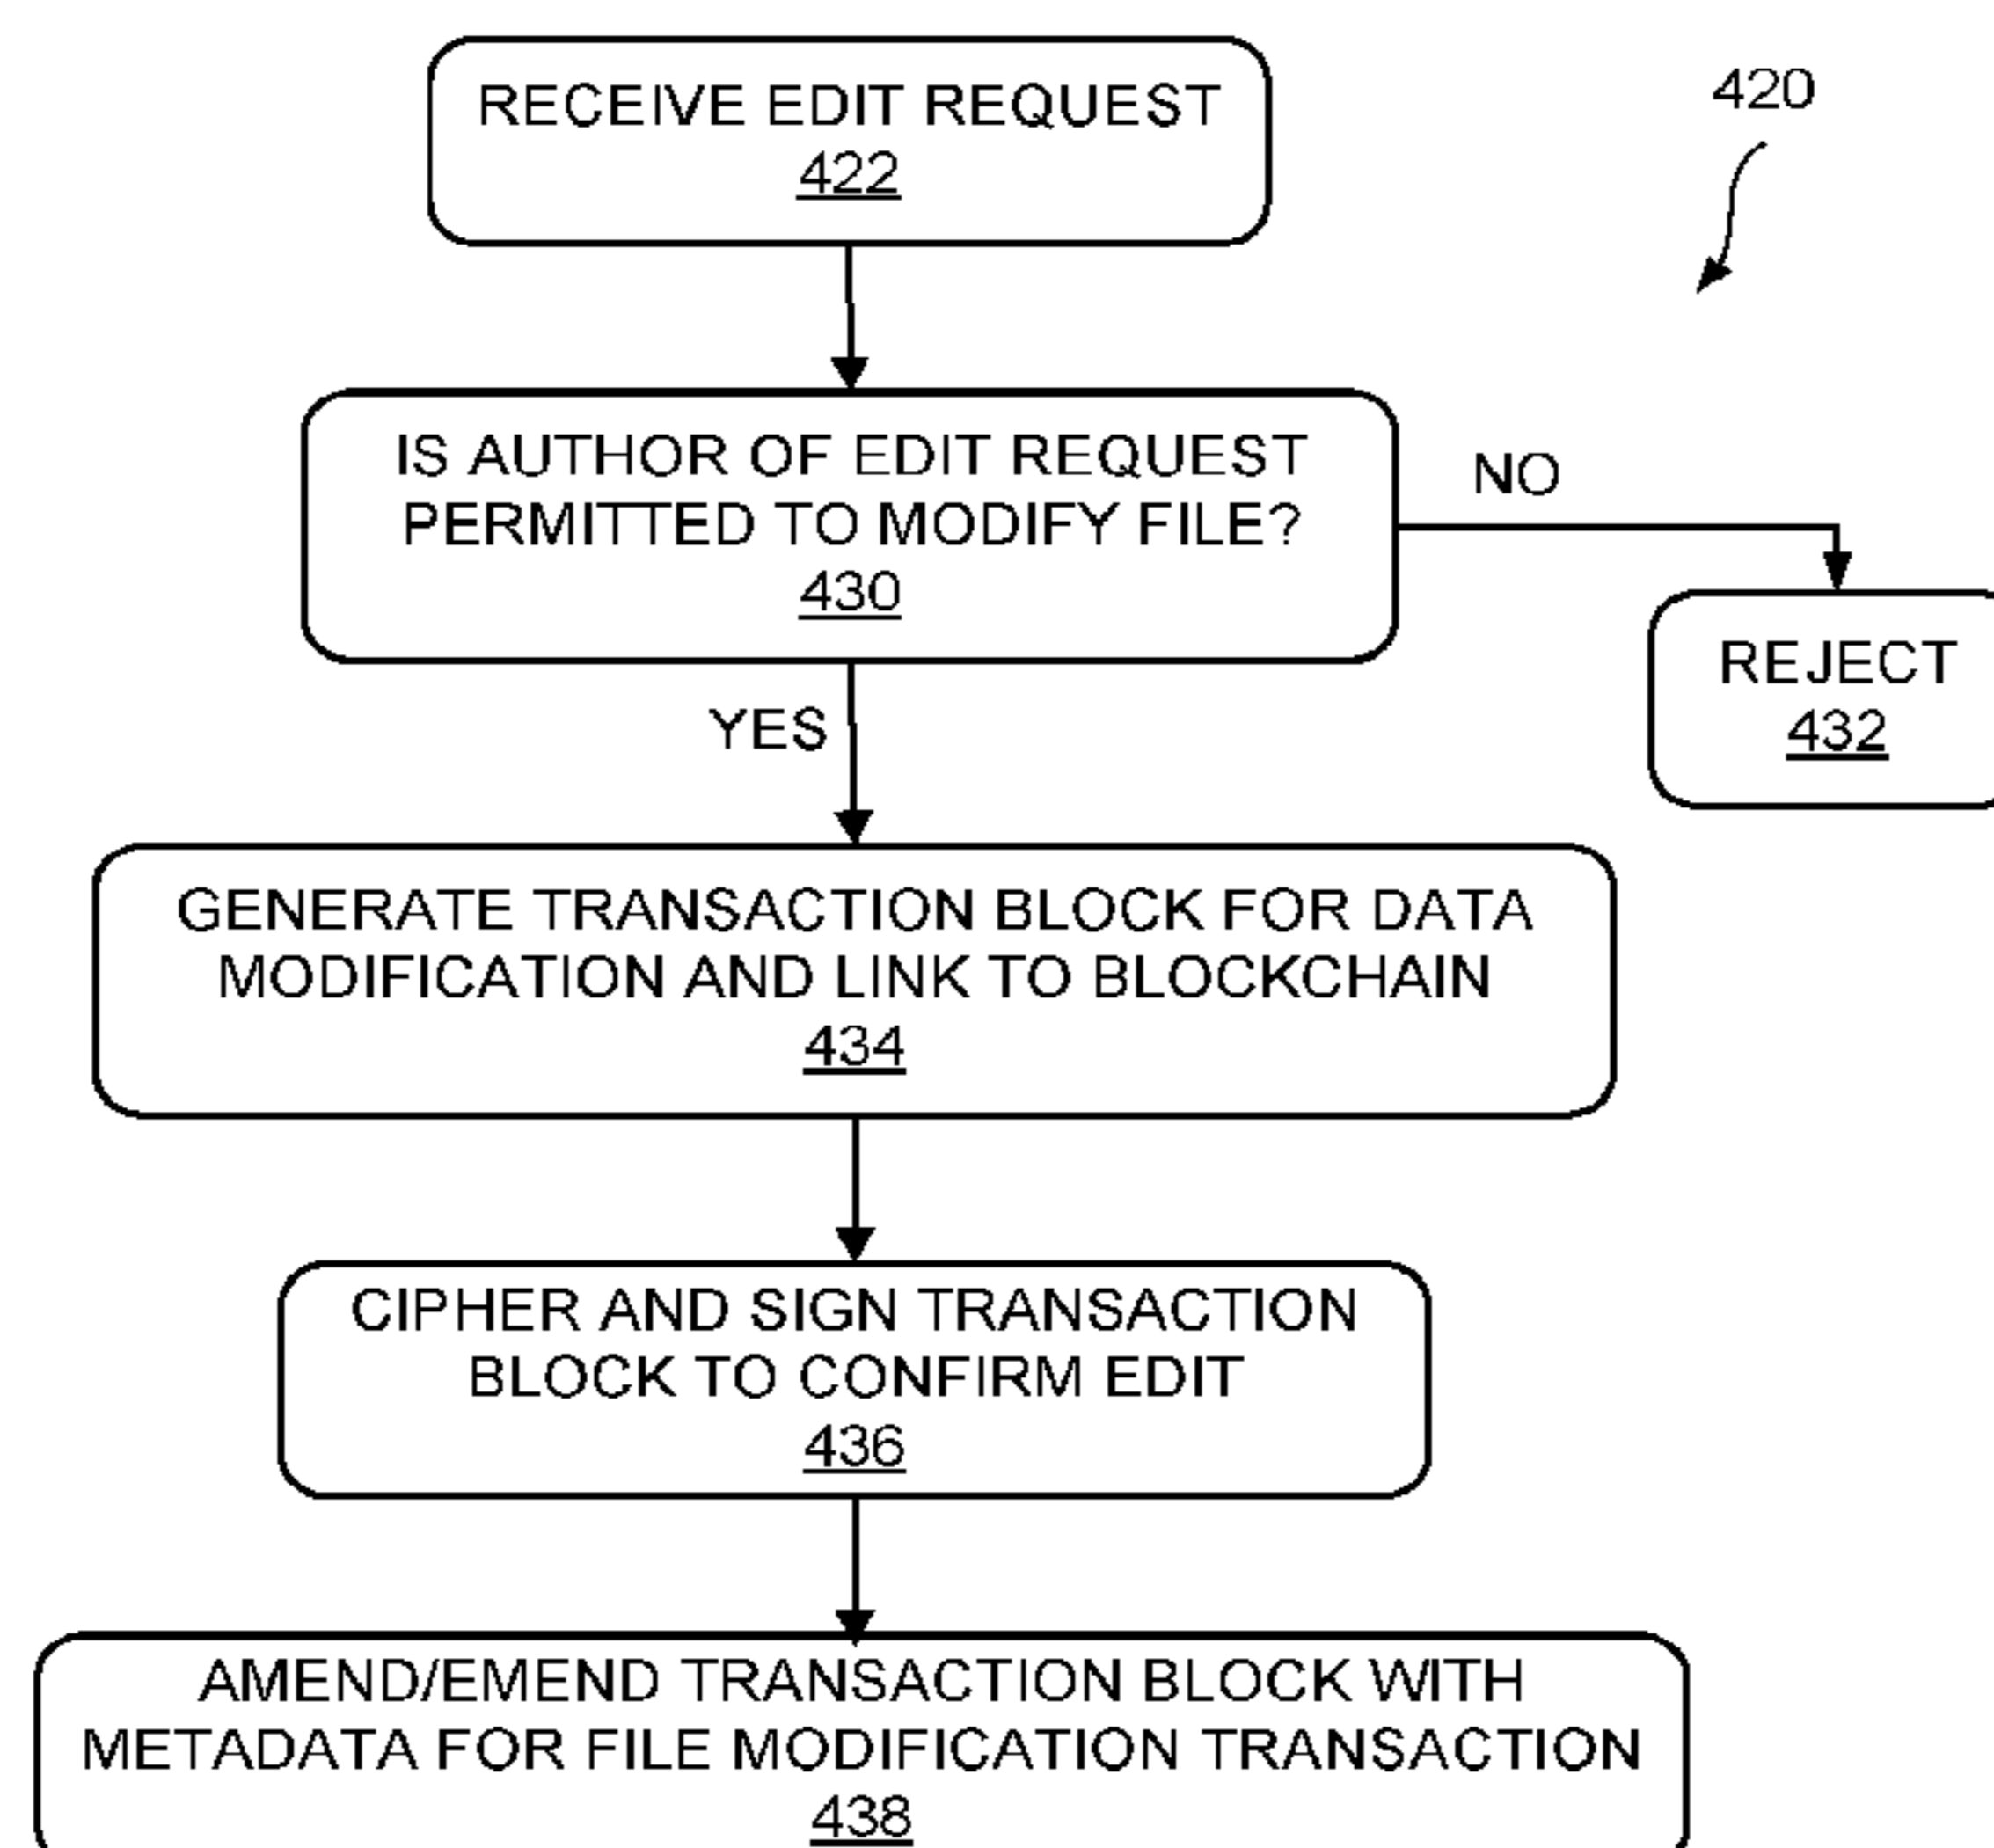 RECEIVE EDIT REQUEST
422
420
IS AUTHOR OF EDIT REQUEST
PERMITTED TO MODIFY FILE?
430
NO
REJECT
432
YES
GENERATE TRANSACTION BLOCK FOR DATA
MODIFICATION AND LINK TO BLOCKCHAIN
434
CIPHER AND SIGN TRANSACTION
BLOCK TO CONFIRM EDIT
436
AMEND/EMEND TRANSACTION BLOCK WITH
METADATA FOR FILE MODIFICATION TRANSACTION
438